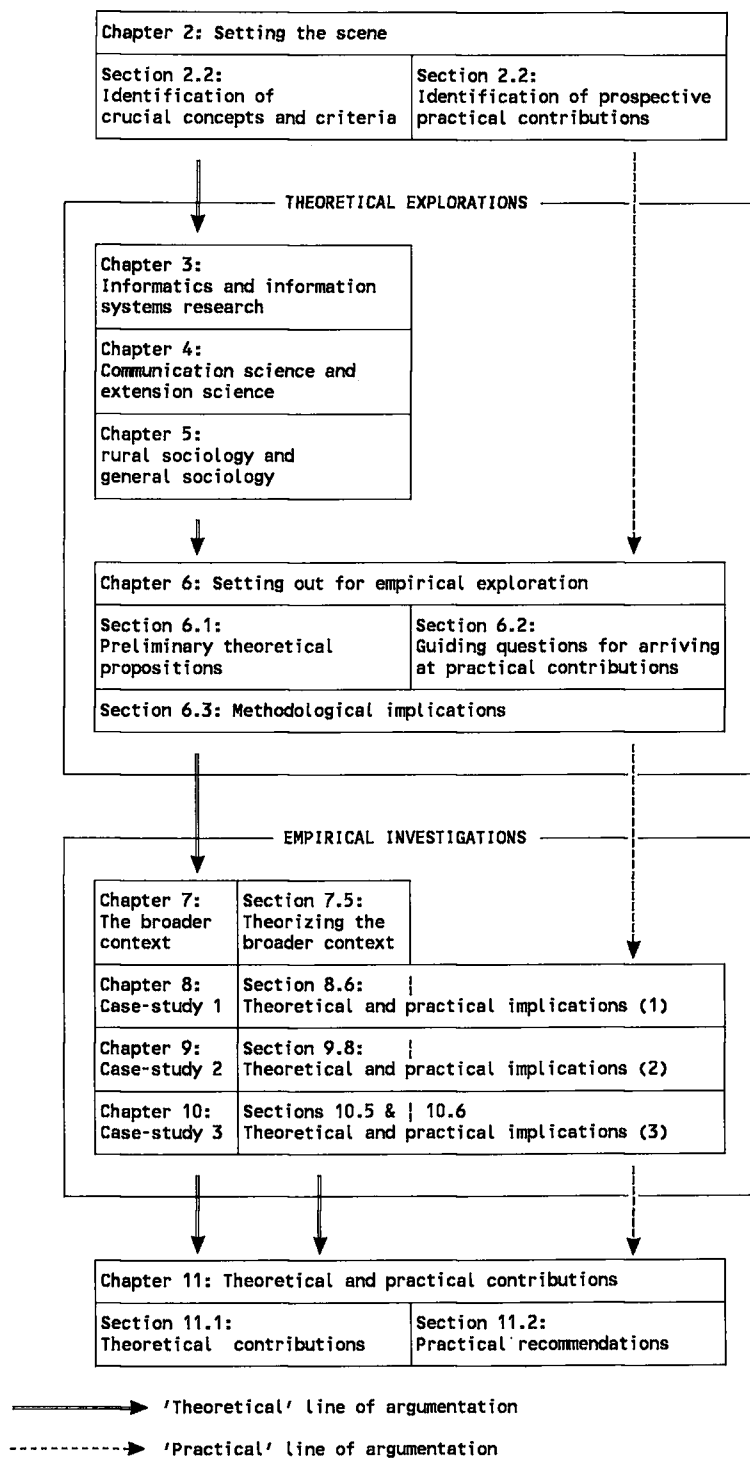 Chapter 2: Setting the scene
Section 2.2:
Identification of
crucial concepts and criteria
Section 2.2:
Identification of prospective
practical contributions
THEORETICAL EXPLORATIONS
Chapter 3:
Informatics and information
systems research
Chapter 4:
Communication science and
extension science
Chapter 5:
rural sociology and
general sociology
Chapter 6: Setting out for empirical exploration
Section 6.1:
Preliminary theoretical
propositions
Section 6.2:
Guiding questions for arriving
at practical contributions
Section 6.3: Methodological implications
EMPIRICAL INVESTIGATIONS
Chapter 7:
The broader
context
Section 7.5:
Theorizing the
broader context
Chapter 8:
Case-study 1
Section 8.6: ¦
Theoretical and practical implications (1)
Chapter 9:
Case-study 2
Section 9.8: ¦
Theoretical and practical implications (2)
Chapter 10:
Case-study 3
Sections 10.5 & ¦ 10.6
Theoretical and practical implications (3)
Chapter 11: Theoretical and practical contributions
Section 11.1:
Theoretical contributions
Section 11.2:
Practical recommendations
'Theoretical' line of argumentation
'Practical' line of argumentation